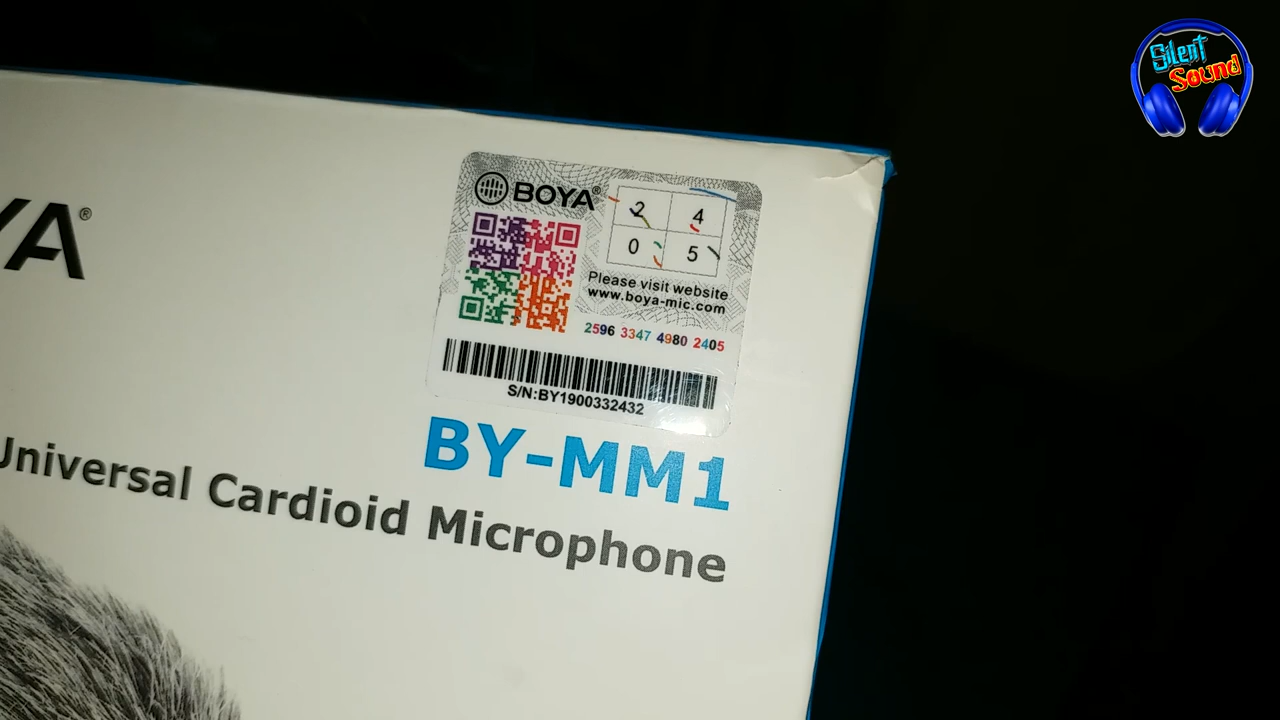 Silent
Sound
YA®
BOYA®
2 4
0 5
Please visit website
www.boya-mic.com
2596 3347 4980 2405
S/N:BY1900332432
BY-MM1
Universal Cardioid Microphone